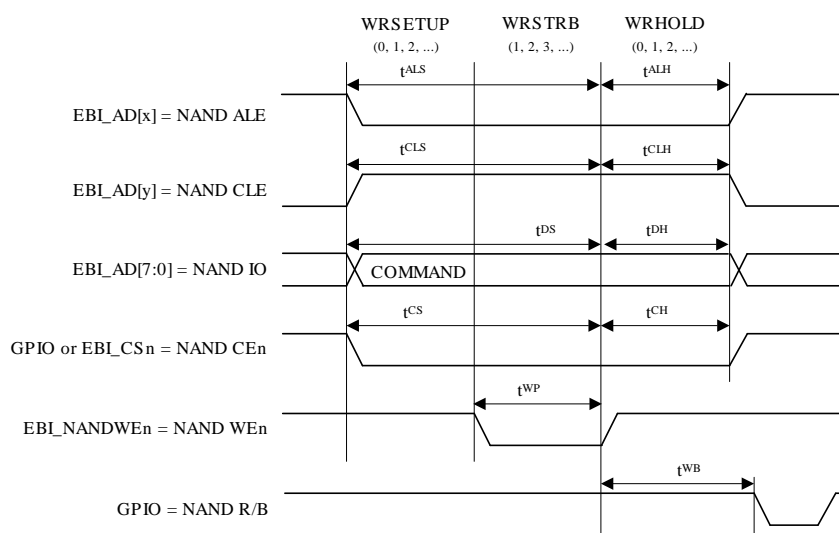 WRSETUP WRSTRB WRHOLD
(0, 1, 2, ...) (1, 2, 3, ...) (0, 1, 2, ...)
tALS tALH
EBI_AD[x] = NAND ALE
tCLS tCLH
EBI_AD[y] = NAND CLE
tDS tDH
EBI_AD[7:0] = NAND IO COMMAND
tCS tCH
GPIO or EBI_CSn = NAND CEn
tWP
EBI_NANDWEn = NAND WEn
tWB
GPIO = NAND R/B